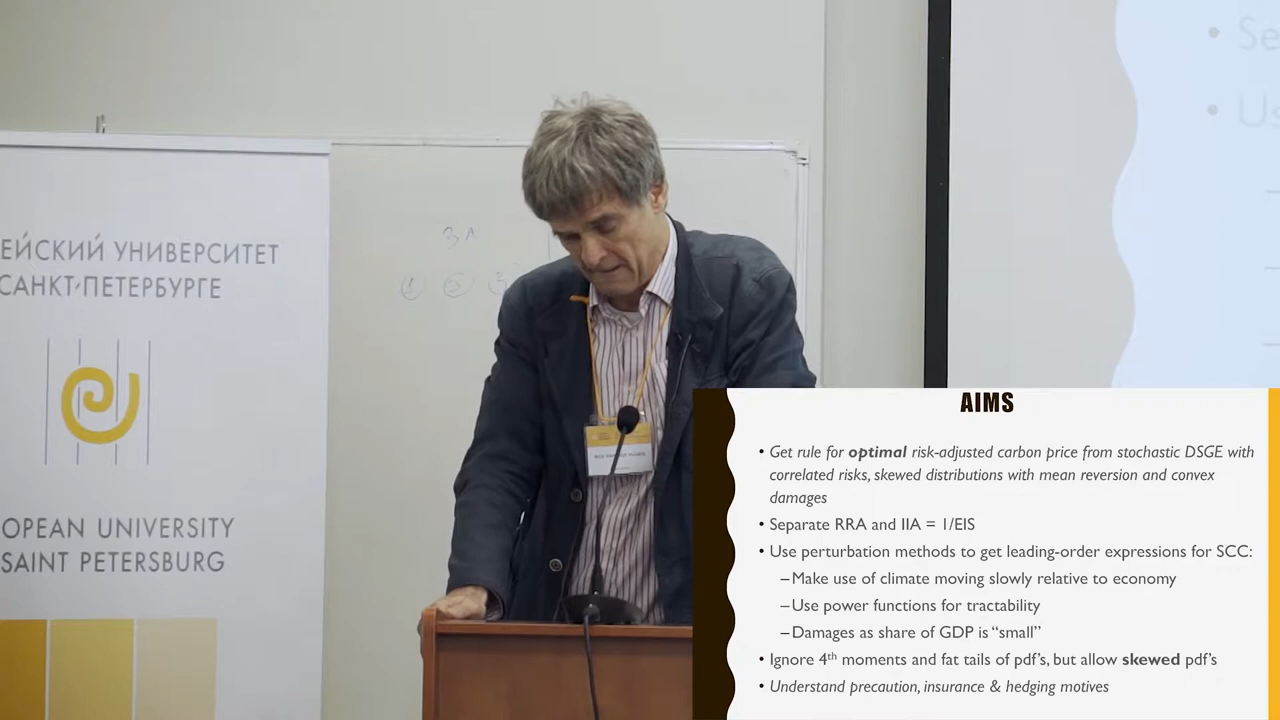 ЕЙСКИЙ УНИВЕРСИТЕТ
САНКТ-ПЕТЕРБУРГЕ
OPEAN UNIVERSITY
SAINT PETERSBURG
3A
Se
Us
AIMS
• Get rule for optimal risk-adjusted carbon price from stochastic DSGE with
correlated risks, skewed distributions with mean reversion and convex
damages
• Separate RRA and IIA = 1/EIS
• Use perturbation methods to get leading-order expressions for SCC:
–Make use of climate moving slowly relative to economy
–Use power functions for tractability
–Damages as share of GDP is “small”
• Ignore 4th moments and fat tails of pdf’s, but allow skewed pdf’s
• Understand precaution, insurance & hedging motives